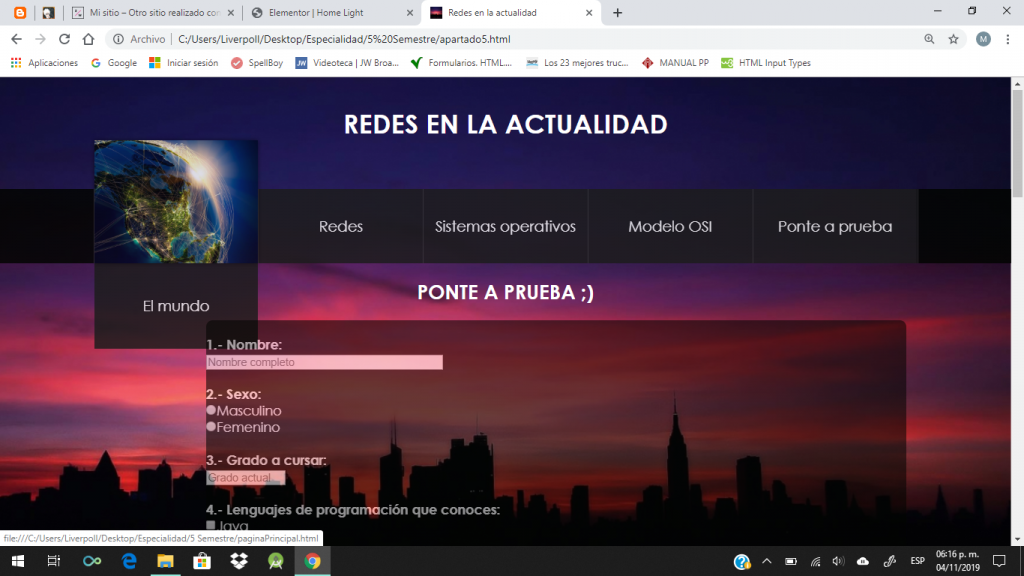 Mi sitio – Otro sitio realizado con
Elementor | Home Light
Redes en la actualidad
Archivo
C:/Users/Liverpoll/Desktop/Especialidad/5%20Semestre/apartado5.html
M
Aplicaciones
Google
Iniciar sesión
SpellBoy
Videoteca | JW Broa...
Formularios. HTML....
Los 23 mejores truc...
MANUAL PP
HTML Input Types
REDES EN LA ACTUALIDAD
Redes
Sistemas operativos
Modelo OSI
Ponte a prueba
El mundo
PONTE A PRUEBA ;)
1.- Nombre:
Nombre completo
2.- Sexo:
Masculino
Femenino
3.- Grado a cursar:
Grado actual
4.- Lenguajes de programación que conoces:
Java
file:///C:/Users/Liverpoll/Desktop/Especialidad/5 Semestre/paginaPrincipal.html
ESP
06:16 p. m.
04/11/2019